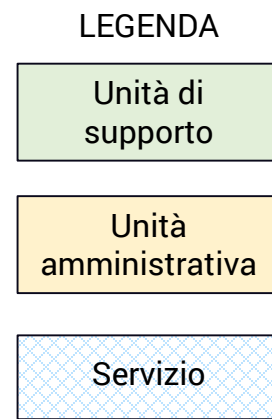 LEGENDA
Unità di
supporto
Unità
amministrativa
Servizio